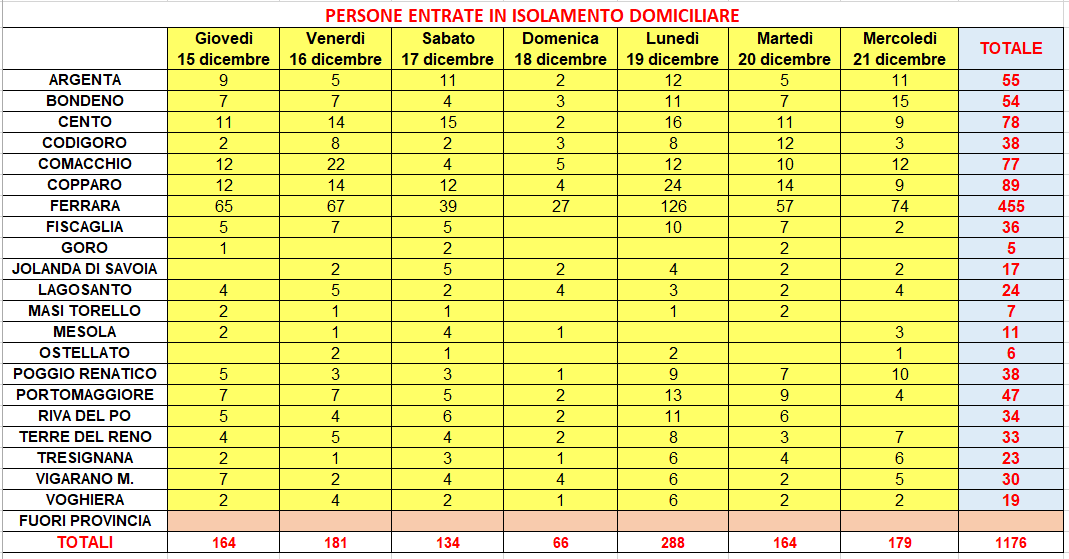 PERSONE ENTRATE IN ISOLAMENTO DOMICILIARE
Giovedì Venerdì Sabato Domenica Lunedì Martedì Mercoledì TOTALE
15 dicembre 16 dicembre 17 dicembre 18 dicembre 19 dicembre 20 dicembre 21 dicembre
ARGENTA 9 5 11 2 12 5 11 55
BONDENO 7 7 4 3 11 7 15 54
CENTO 11 14 15 2 16 11 9 78
CODIGORO 2 8 2 3 8 12 3 38
COMACCHIO 12 22 4 5 12 10 12 77
COPPARO 12 14 12 4 24 14 9 89
FERRARA 65 67 39 27 126 57 74 455
FISCAGLIA 5 7 5 10 7 2 36
GORO 1 2 2 5
JOLANDA DI SAVOIA 2 5 2 4 2 2 17
LAGOSANTO 4 5 2 4 3 2 4 24
MASI TORELLO 2 1 1 1 2 7
MESOLA 2 1 4 1 3 11
OSTELLATO 2 1 2 1 6
POGGIO RENATICO 5 3 3 1 9 7 10 38
PORTOMAGGIORE 7 7 5 2 13 9 4 47
RIVA DEL PO 5 4 6 2 11 6 34
TERRE DEL RENO 4 5 4 2 8 3 7 33
TRESIGNANA 2 1 3 1 6 4 6 23
VIGARANO M. 7 2 4 4 6 2 5 30
VOGHIERA 2 4 2 1 6 2 2 19
FUORI PROVINCIA
TOTALI 164 181 134 66 288 164 179 1176